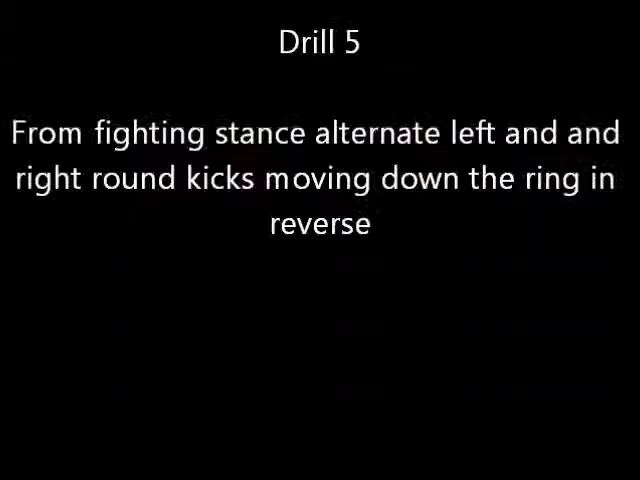 Drill 5
From fighting stance alternate left and and
right round kicks moving down the ring in
reverse